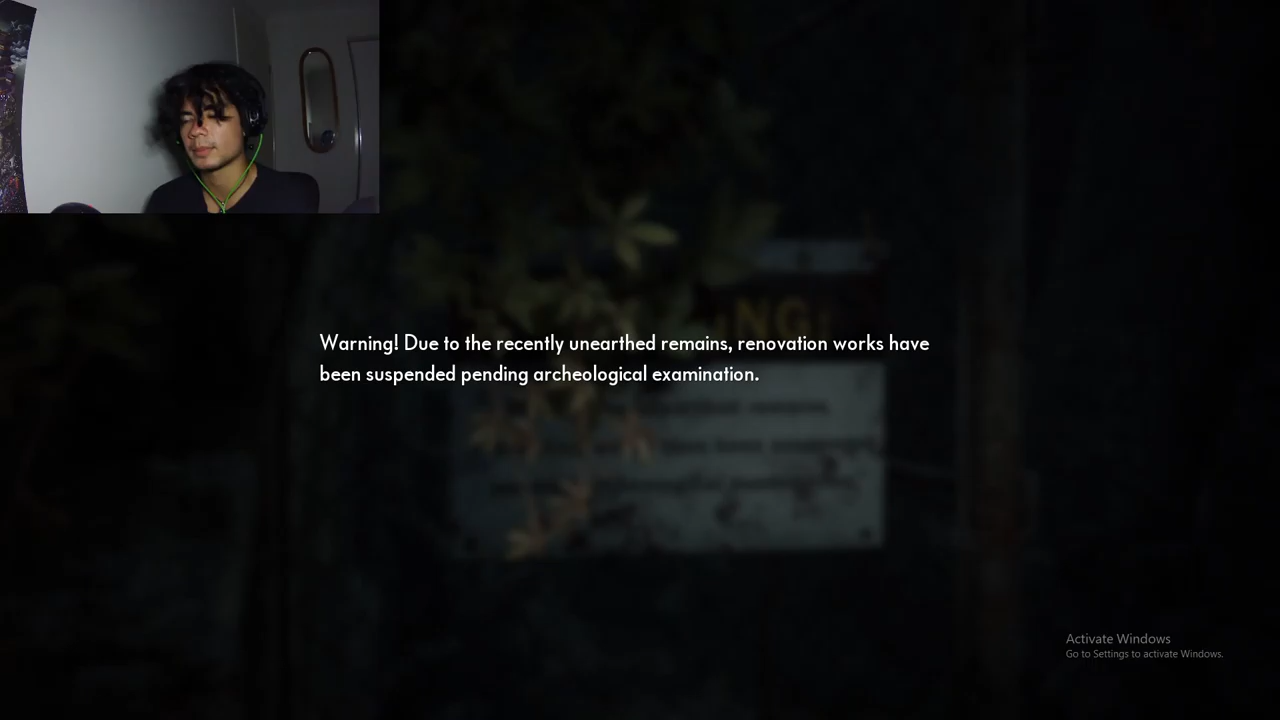 NG!
Warning! Due to the recently unearthed remains, renovation works have
been suspended pending archeological examination.
Activate Windows
Go to Settings to activate Windows.